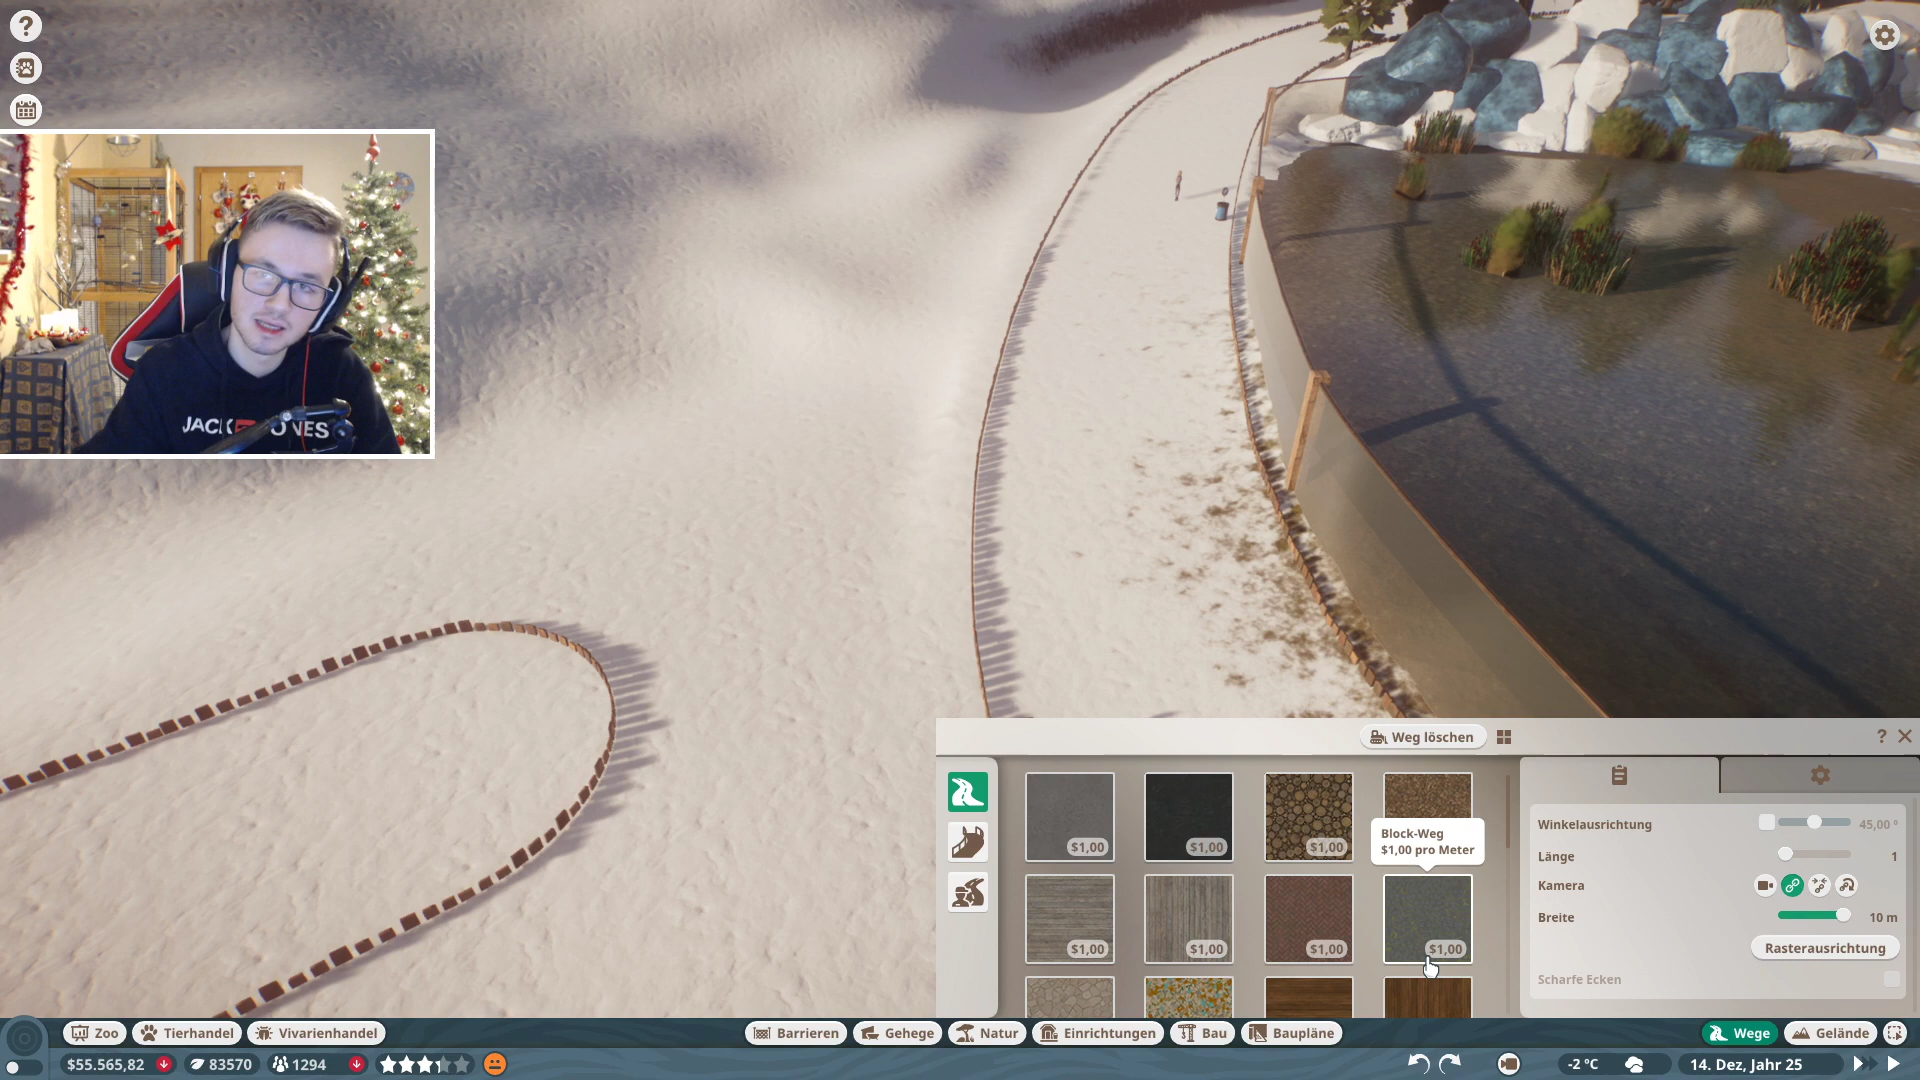 ?
JACK ONES
Weg löschen
?
$1,00
$1,00
$1,00
Block-Weg
$1,00 pro Meter
$1,00
$1,00
$1,00
$1,00
Winkelausrichtung
45,00 °
Länge
1
Kamera
Breite
10 m
Rasterausrichtung
Scharfe Ecken
Zoo
Tierhandel
Vivarienhandel
Barrieren
Gehege
Natur
Einrichtungen
Bau
Baupläne
Wege
Gelände
$55.565,82
83570
1294
-2 °C
14. Dez, Jahr 25